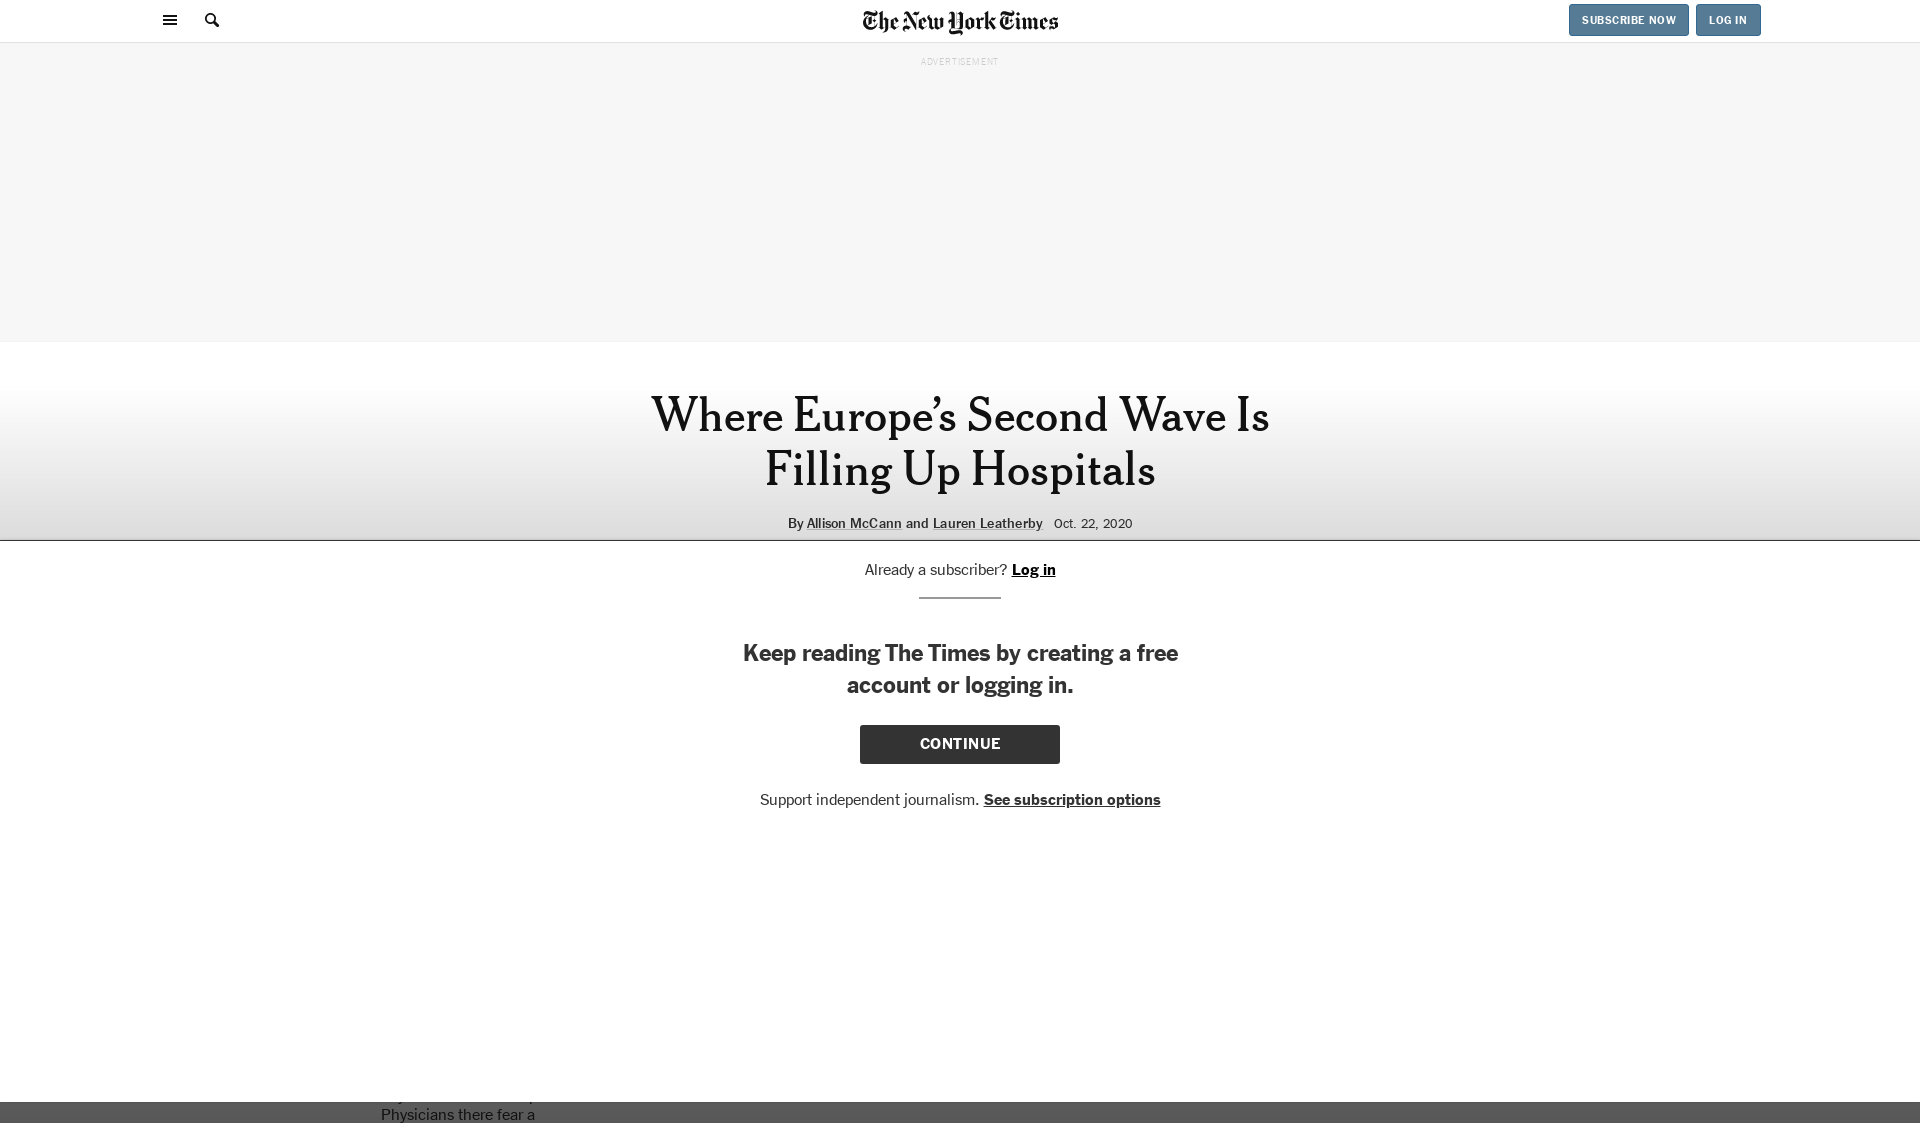 The New York Times
SUBSCRIBE NOW
LOG IN
ADVERTISEMENT
Where Europe’s Second Wave Is
Filling Up Hospitals
By Allison McCann and Lauren Leatherby Oct. 22, 2020
Already a subscriber? Log in
Keep reading The Times by creating a free
account or logging in.
CONTINUE
Support independent journalism. See subscription options
Physicians there fear a